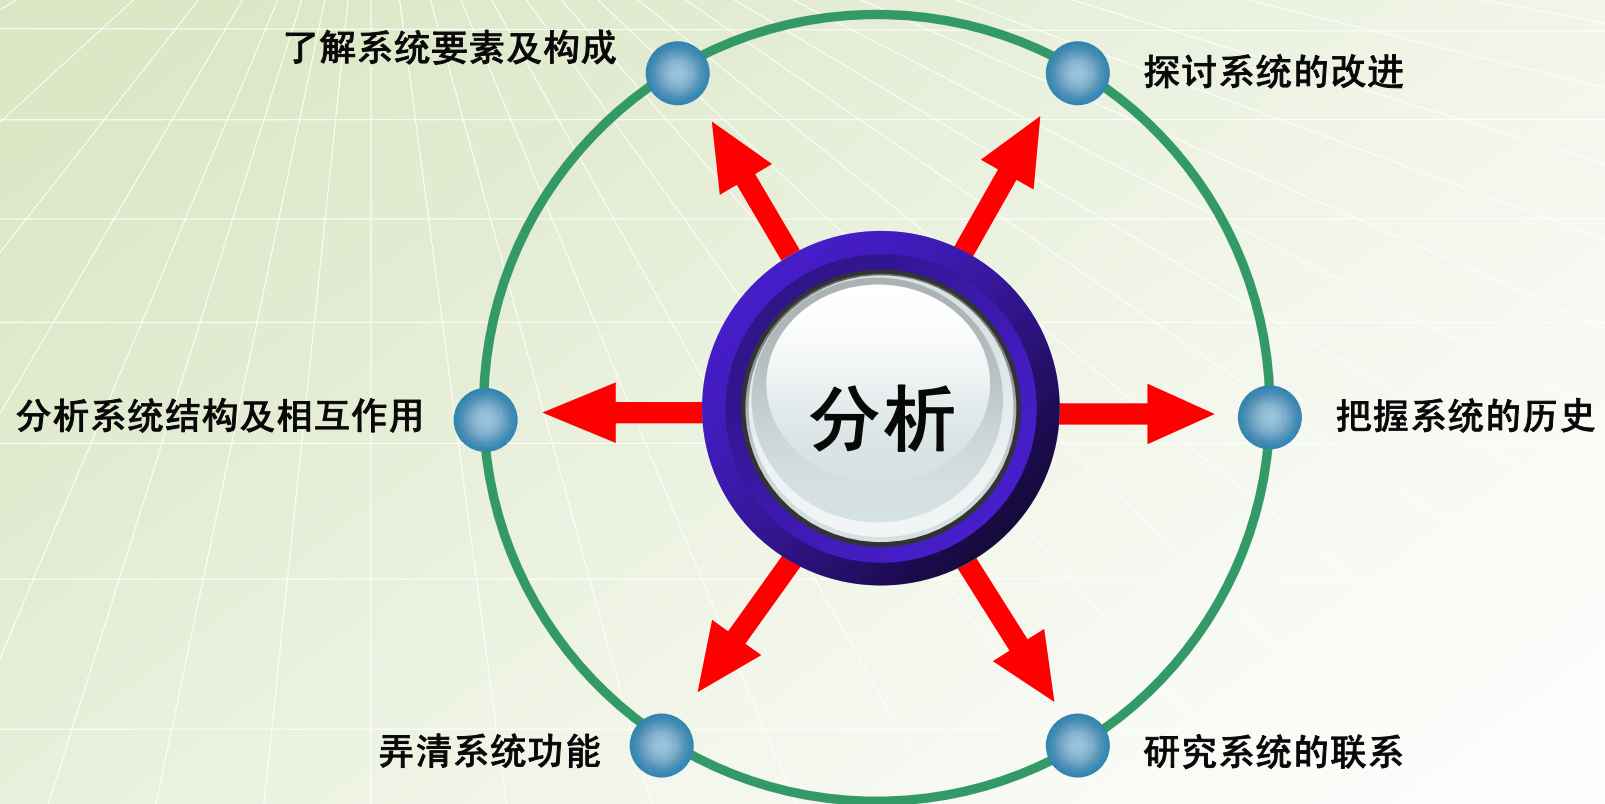 了解系统要素及构成
探讨系统的改进
分析系统结构及相互作用
分析
把握系统的历史
弄清系统功能
研究系统的联系